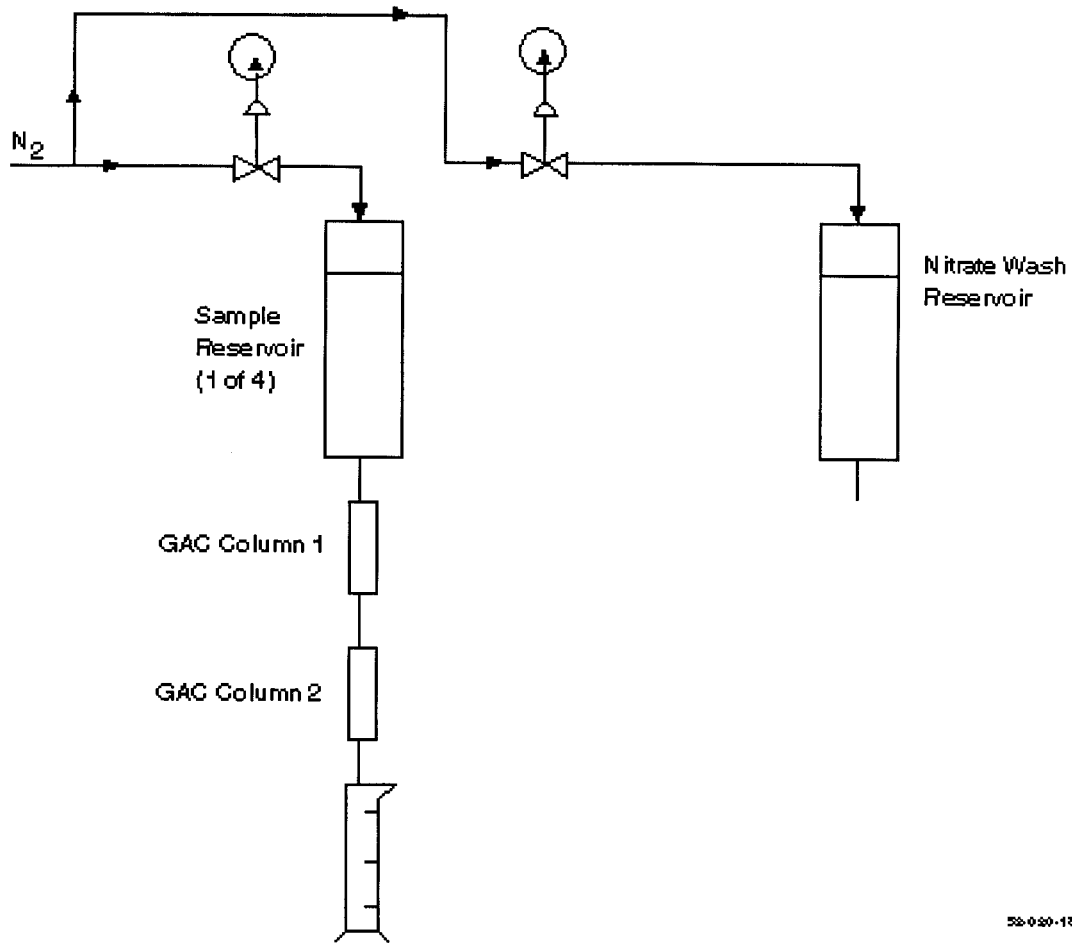 N2
Nitrate Wash
Reservoir
Sample
Reservoir
(1 of 4)
GAC Column 1
GAC Column 2